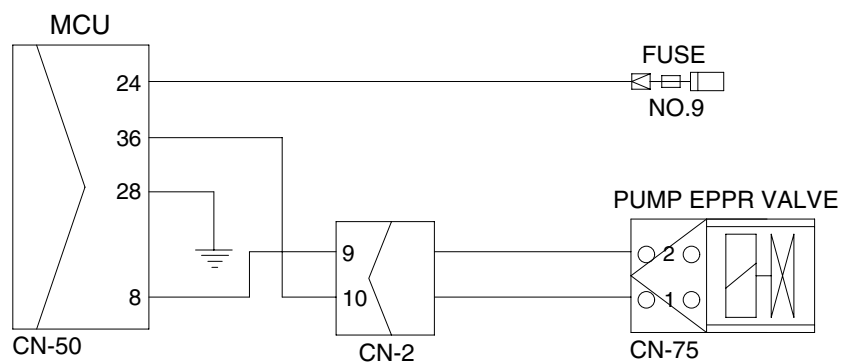 MCU
FUSE
24
NO.9
36
28
PUMP EPPR VALVE
9
2
8
10
1
CN-50
CN-2
CN-75